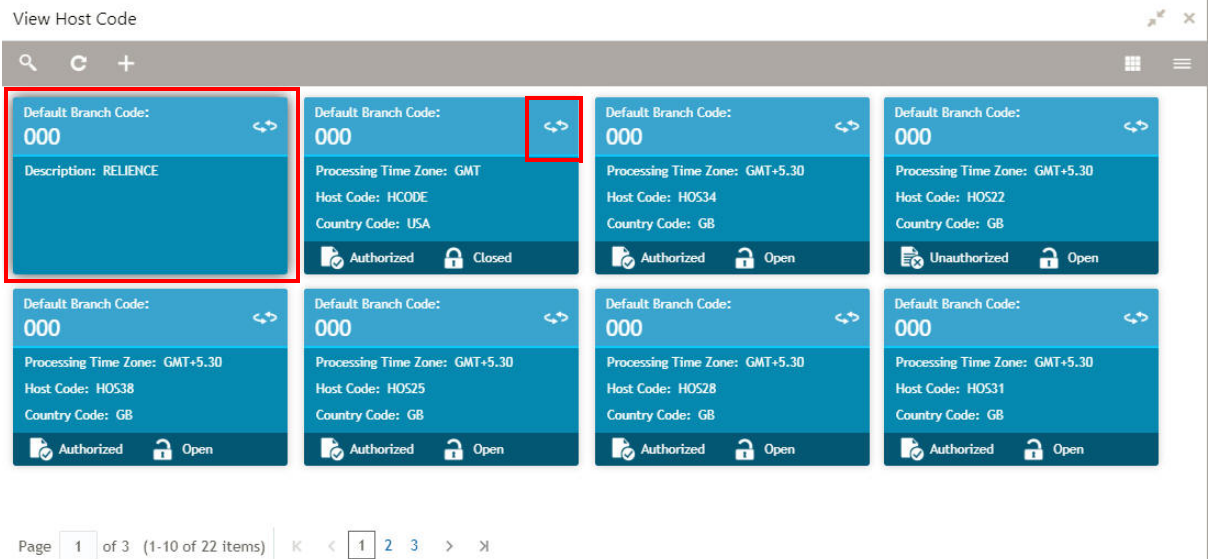 View Host Code
Default Branch Code:
000
Description: RELIENCE
Default Branch Code:
000
Processing Time Zone: GMT
Host Code: HCODE
Country Code: USA
Authorized Closed
Default Branch Code:
000
Processing Time Zone: GMT+5.30
Host Code: HOS34
Country Code: GB
Authorized Open
Default Branch Code:
000
Processing Time Zone: GMT+5.30
Host Code: HOS22
Country Code: GB
Unauthorized Open
Default Branch Code:
000
Processing Time Zone: GMT+5.30
Host Code: HOS38
Country Code: GB
Authorized Open
Default Branch Code:
000
Processing Time Zone: GMT+5.30
Host Code: HOS25
Country Code: GB
Authorized Open
Default Branch Code:
000
Processing Time Zone: GMT+5.30
Host Code: HOS28
Country Code: GB
Authorized Open
Default Branch Code:
000
Processing Time Zone: GMT+5.30
Host Code: HOS31
Country Code: GB
Authorized Open
Page 1 of 3 (1-10 of 22 items) 1 2 3